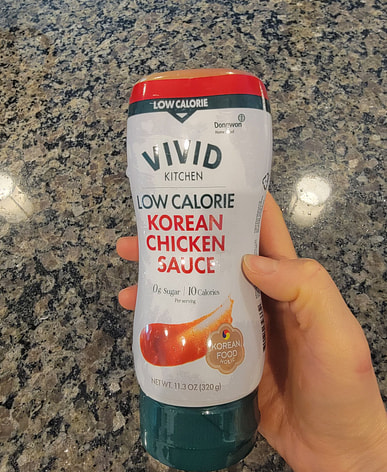 LOW CALORIE
Dongwon
VIVID
KITCHEN
LOW CALORIE
KOREAN
CHICKEN
SAUCE
0g Sugar | 10 Calories
Per serving
KOREAN
FOOD
NET WT. 11.3 OZ (320g)